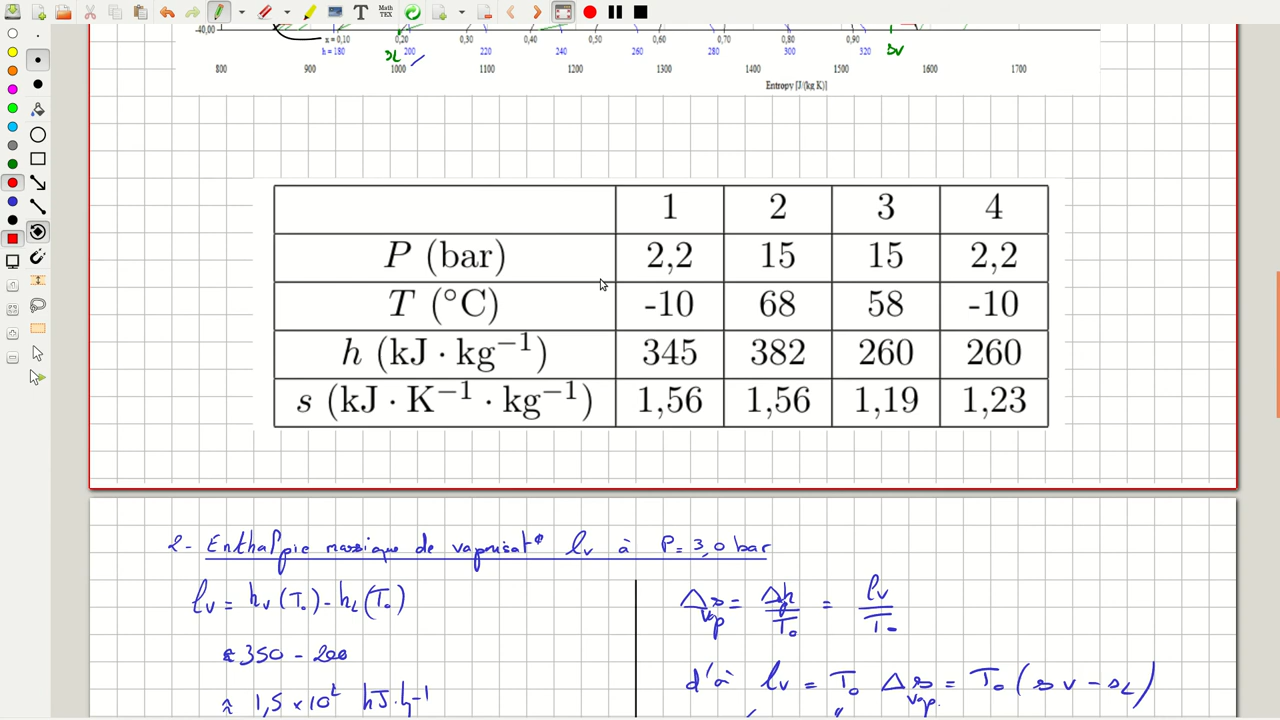 Math
TEX
-40,00
x = 0,10 0,20 0,30 0,40 0,50 0,60 0,70 0,80 0,90
h = 180 200 220 240 260 280 300 320
sL sv
800 900 1000 1100 1200 1300 1400 1500 1600 1700
Entropy [J/(kg K)]
1 2 3 4
P (bar) 2,2 15 15 2,2
T (°C) -10 68 58 -10
h (kJ · kg⁻¹) 345 382 260 260
s (kJ · K⁻¹ · kg⁻¹) 1,56 1,56 1,19 1,23
2- Enthalpie massique de vaporisat° lv à P= 3,0 bar
lv = hv (T₀) - hL (T₀)
≈ 350 - 200
≈ 1,5 × 10² kJ.kg-1
Δvap s = Δh/T₀ = lv/T₀
d'à lv = T₀ Δvap s = T₀ ( sv - sL )